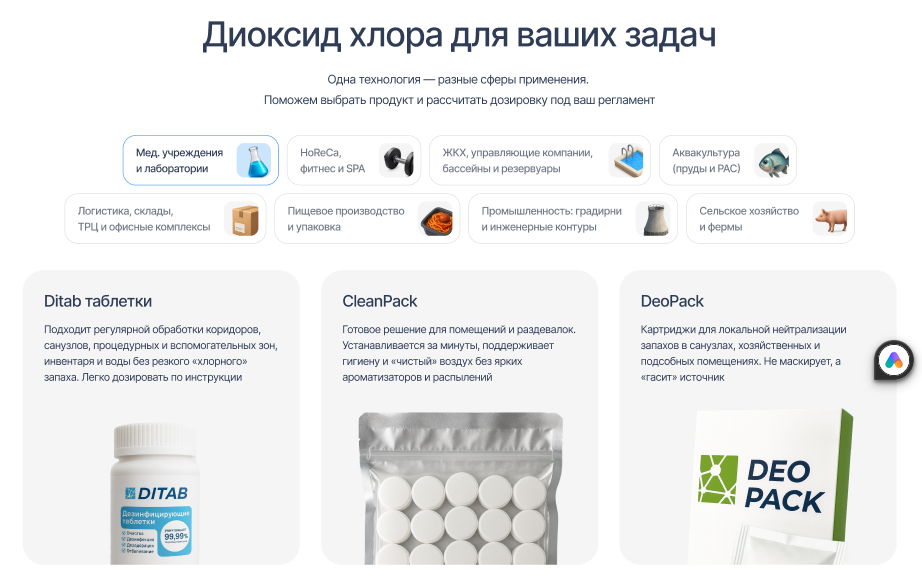 Диоксид хлора для ваших задач
Одна технология — разные сферы применения.
Поможем выбрать продукт и рассчитать дозировку под ваш регламент
Мед. учреждения
и лаборатории
HoReCa,
фитнес и SPA
ЖКХ, управляющие компании,
бассейны и резервуары
Аквакультура
(пруды и РАС)
Логистика, склады,
ТРЦ и офисные комплексы
Пищевое производство
и упаковка
Промышленность: градирни
и инженерные контуры
Сельское хозяйство
и фермы
Ditab таблетки
Подходит регулярной обработки коридоров,
санузлов, процедурных и вспомогательных зон,
инвентаря и воды без резкого «хлорного»
запаха. Легко дозировать по инструкции
DITAB
Дезинфицирующие
таблетки
99,99%
CleanPack
Готовое решение для помещений и раздевалок.
Устанавливается за минуты, поддерживает
гигиену и «чистый» воздух без ярких
ароматизаторов и распылений
DeoPack
Картриджи для локальной нейтрализации
запахов в санузлах, хозяйственных и
подсобных помещениях. Не маскирует, а
«гасит» источник
DEO
PACK